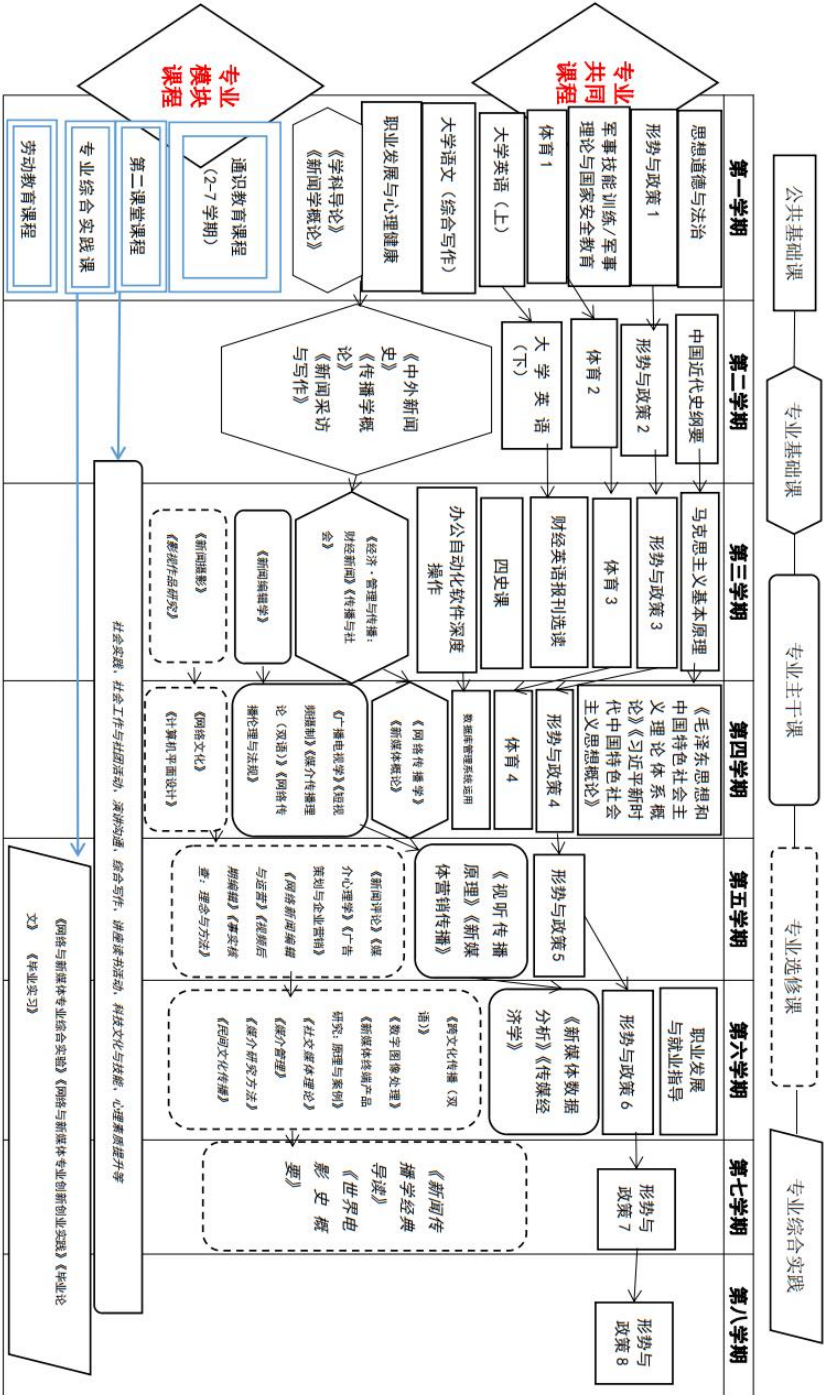 公共基础课
专业基础课
专业主干课
专业选修课
专业综合实践
第一学期
第二学期
第三学期
第四学期
第五学期
第六学期
第七学期
第八学期
专业
共同
课程
思想道德与法治
形势与政策 1
军事技能训练/军事
理论与国家安全教育
体育 1
大学英语（上）
大学语文（综合写作）
职业发展与心理健康
《学科导论》
《新闻学概论》
专业
模块
课程
通识教育课程
（2-7 学期）
第二课堂课程
专业综合实践课
劳动教育课程
中国近代史纲要
形势与政策 2
体育 2
大 学 英 语
（下）
《中外新闻
史》
《传播学概
论》
《新闻采访
与写作》
马克思主义基本原理
形势与政策 3
体育 3
财经英语报刊选读
四史课
办公自动化软件深度
操作
《经济·管理与传播：
财经新闻》《传播与社
会》
《新闻编辑学》
《新闻摄影》
《影视作品研究》
《毛泽东思想和
中国特色社会主
义理论体系概
论》《习近平新时
代中国特色社会
主义思想概论》
形势与政策 4
体育 4
数据库管理系统运用
《网络传播学》
《新媒体概论》
《广播电视学》《短视
频摄制》《媒介传播理
论（双语）》《网络传
播伦理与法规》
《网络文化》
《计算机平面设计》
形势与政策5
《视听传播
原理》《新媒
体营销传播》
《新闻评论》《媒
介心理学》《广告
策划与企业营销》
《网络新闻编辑
与运营》《视频后
期编辑》《事实核
查：理念与方法》
职业发展
与就业指导
形势与政策 6
《新媒体数据
分析》《传媒经
济学》
《跨文化传播（双
语）》
《数字图像处理》
《新媒体终端产品
研究：原理与案例》
《社交媒体理论》
《媒介管理》
《媒介研究方法》
《民间文化传播》
形势与
政策7
《新闻传
播学经典
导读》
《世界电
影 史 概
要》
形势与
政策 8
社会实践、社会工作与社团活动、演讲沟通、综合写作、讲座读书活动、科技文化与技能、心理素质提升等
《网络与新媒体专业综合实验》《网络与新媒体专业创新创业实践》《毕业论
文》 《毕业实习》